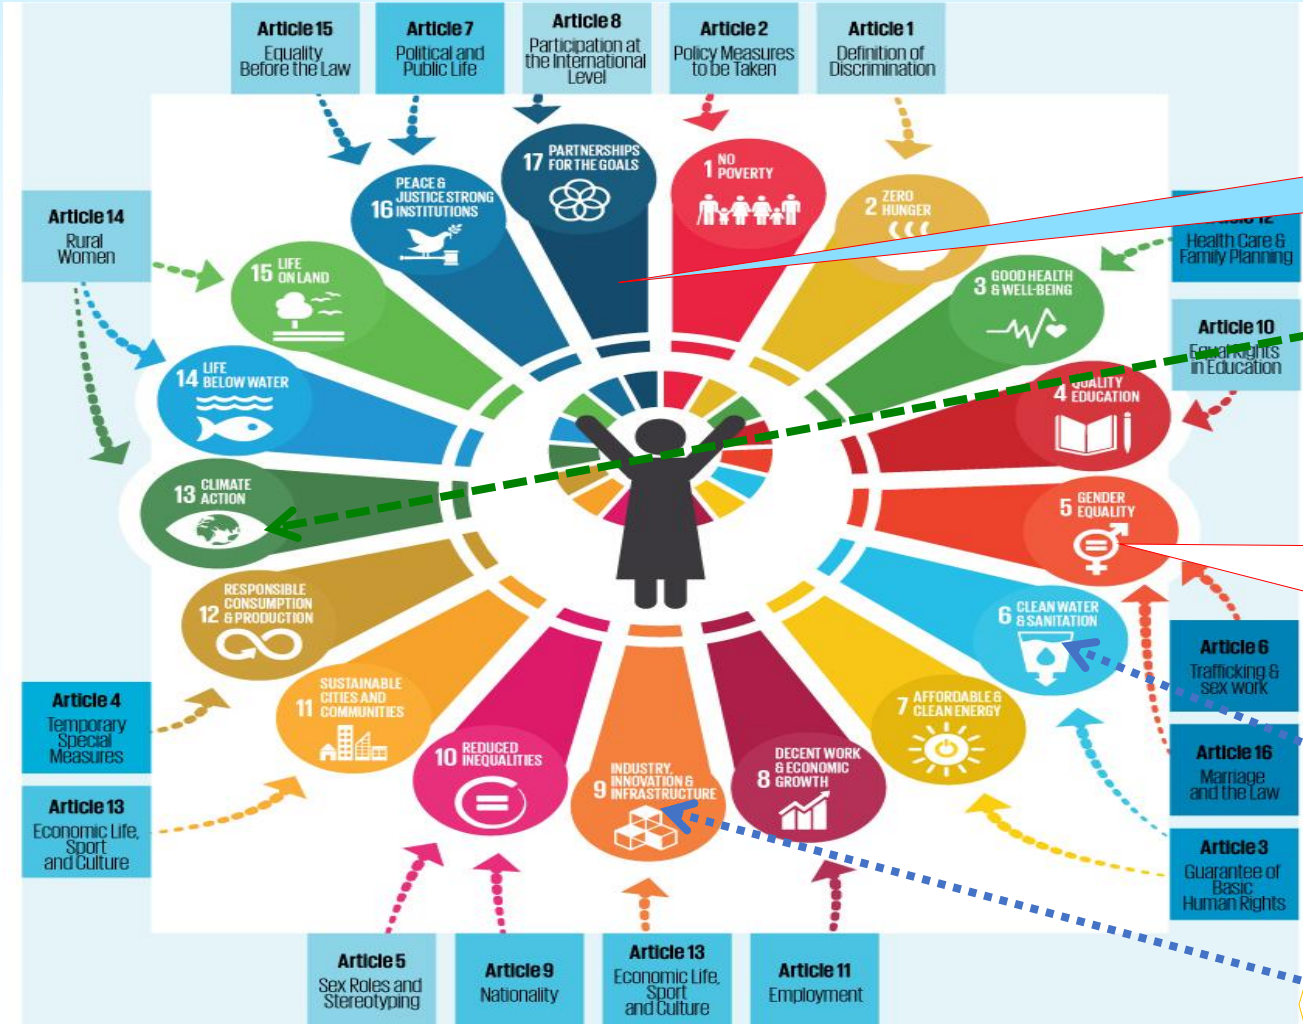 Article 15
Equality
Before the Law
Article 7
Political and
Public Life
Article 8
Participation at
the International
Level
Article 2
Policy Measures
to be Taken
Article 1
Definition of
Discrimination
Article 14
Rural
Women
12
Health Care &
Family Planning
Article 10
Equal Rights
in Education
17 PARTNERSHIPS
FOR THE GOALS
1 NO
POVERTY
2 ZERO
HUNGER
3 GOOD HEALTH
& WELL-BEING
4 QUALITY
EDUCATION
5 GENDER
EQUALITY
6 CLEAN WATER
& SANITATION
7 AFFORDABLE &
CLEAN ENERGY
DECENT WORK
& ECONOMIC
8 GROWTH
INDUSTRY,
9 INNOVATION &
INFRASTRUCTURE
10 REDUCED
INEQUALITIES
SUSTAINABLE
11 CITIES AND
COMMUNITIES
RESPONSIBLE
CONSUMPTION
12 & PRODUCTION
13 CLIMATE
ACTION
14 LIFE
BELOW WATER
15 LIFE
ON LAND
PEACE &
JUSTICE STRONG
16 INSTITUTIONS
Article 4
Temporary
Special
Measures
Article 13
Economic Life,
Sport
and Culture
Article 6
Trafficking &
sex work
Article 16
Marriage
and the Law
Article 3
Guarantee of
Basic
Human Rights
Article 5
Sex Roles and
Stereotyping
Article 9
Nationality
Article 13
Economic Life,
Sport
and Culture
Article 11
Employment